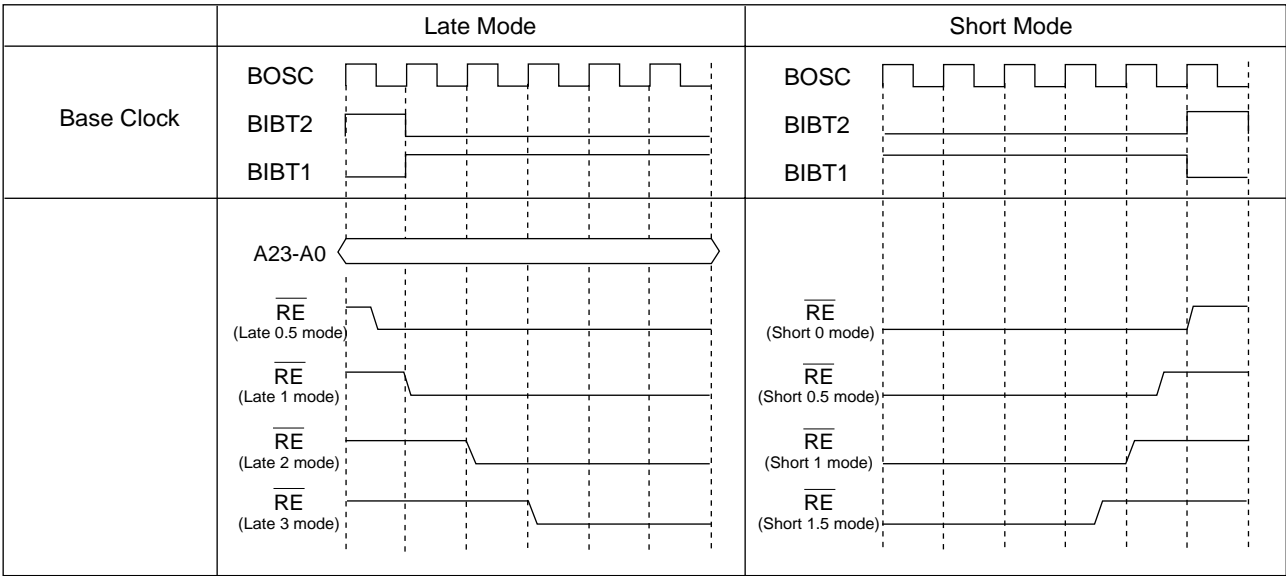 Late Mode
Short Mode
Base Clock
BOSC
BIBT2
BIBT1
BOSC
BIBT2
BIBT1
A23-A0
RE
(Late 0.5 mode)
RE
(Late 1 mode)
RE
(Late 2 mode)
RE
(Late 3 mode)
RE
(Short 0 mode)
RE
(Short 0.5 mode)
RE
(Short 1 mode)
RE
(Short 1.5 mode)